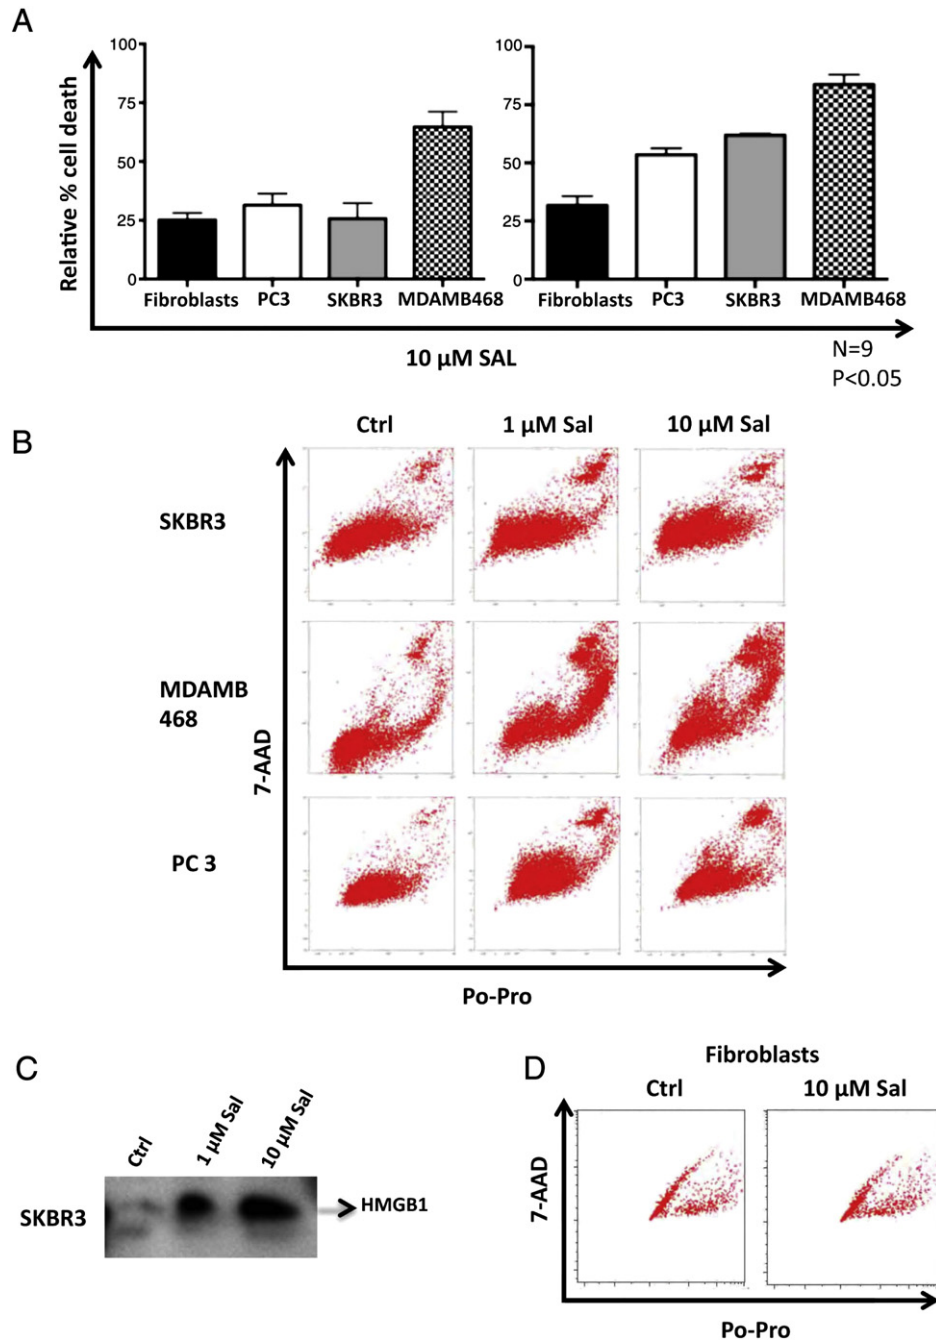 A
100
75
50
25
0
Relative % cell death
Fibroblasts PC3 SKBR3 MDAMB468
100
75
50
25
0
Fibroblasts PC3 SKBR3 MDAMB468
10 µM SAL
N=9
P<0.05
B
Ctrl 1 µM Sal 10 µM Sal
SKBR3
MDAMB
468
PC 3
7-AAD
Po-Pro
C
Ctrl 1 µM Sal 10 µM Sal
SKBR3
HMGB1
D
Fibroblasts
Ctrl 10 µM Sal
7-AAD
Po-Pro